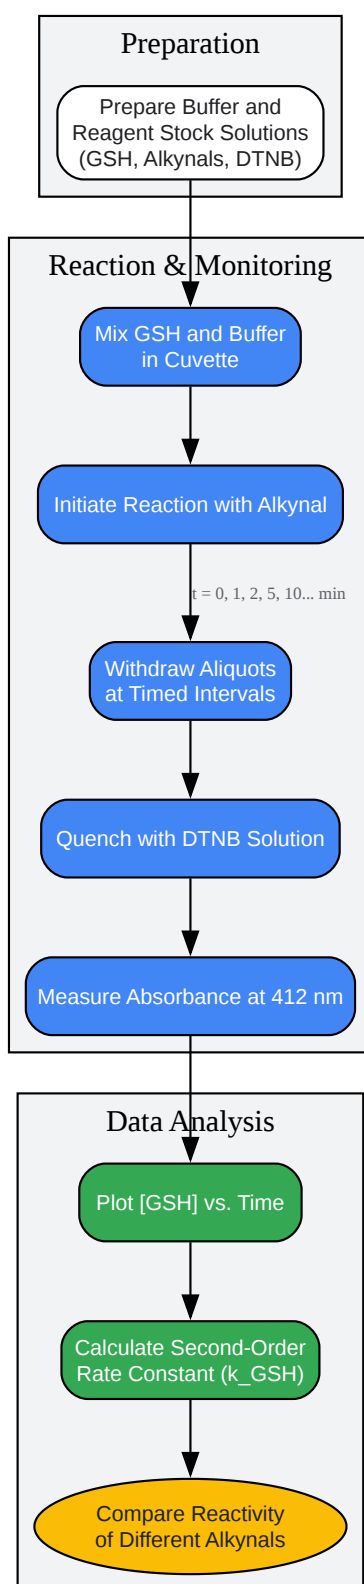 Preparation
Prepare Buffer and
Reagent Stock Solutions
(GSH, Alkynals, DTNB)
Reaction & Monitoring
Mix GSH and Buffer
in Cuvette
Initiate Reaction with Alkynal
t = 0, 1, 2, 5, 10... min
Withdraw Aliquots
at Timed Intervals
Quench with DTNB Solution
Measure Absorbance at 412 nm
Data Analysis
Plot [GSH] vs. Time
Calculate Second-Order
Rate Constant (k_GSH)
Compare Reactivity
of Different Alkynals